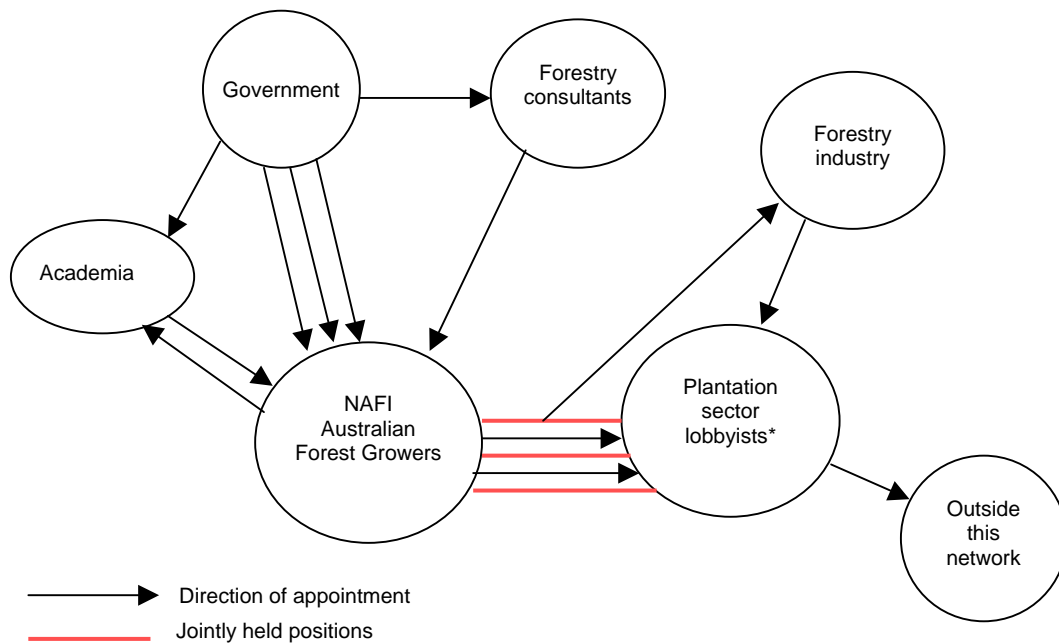 Government
Forestry
consultants
Forestry
industry
Academia
NAFI
Australian
Forest Growers
Plantation
sector
lobbyists*
Outside
this
network
Direction of appointment
Jointly held positions